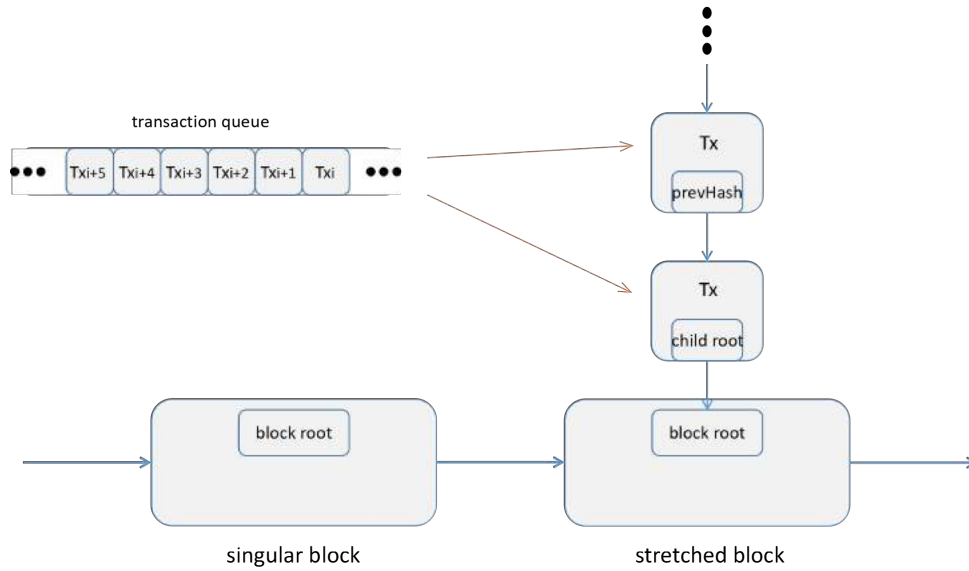 transaction queue
Txi+5 Txi+4 Txi+3 Txi+2 Txi+1 Txi
Tx
prevHash
Tx
child root
block root
block root
singular block
stretched block